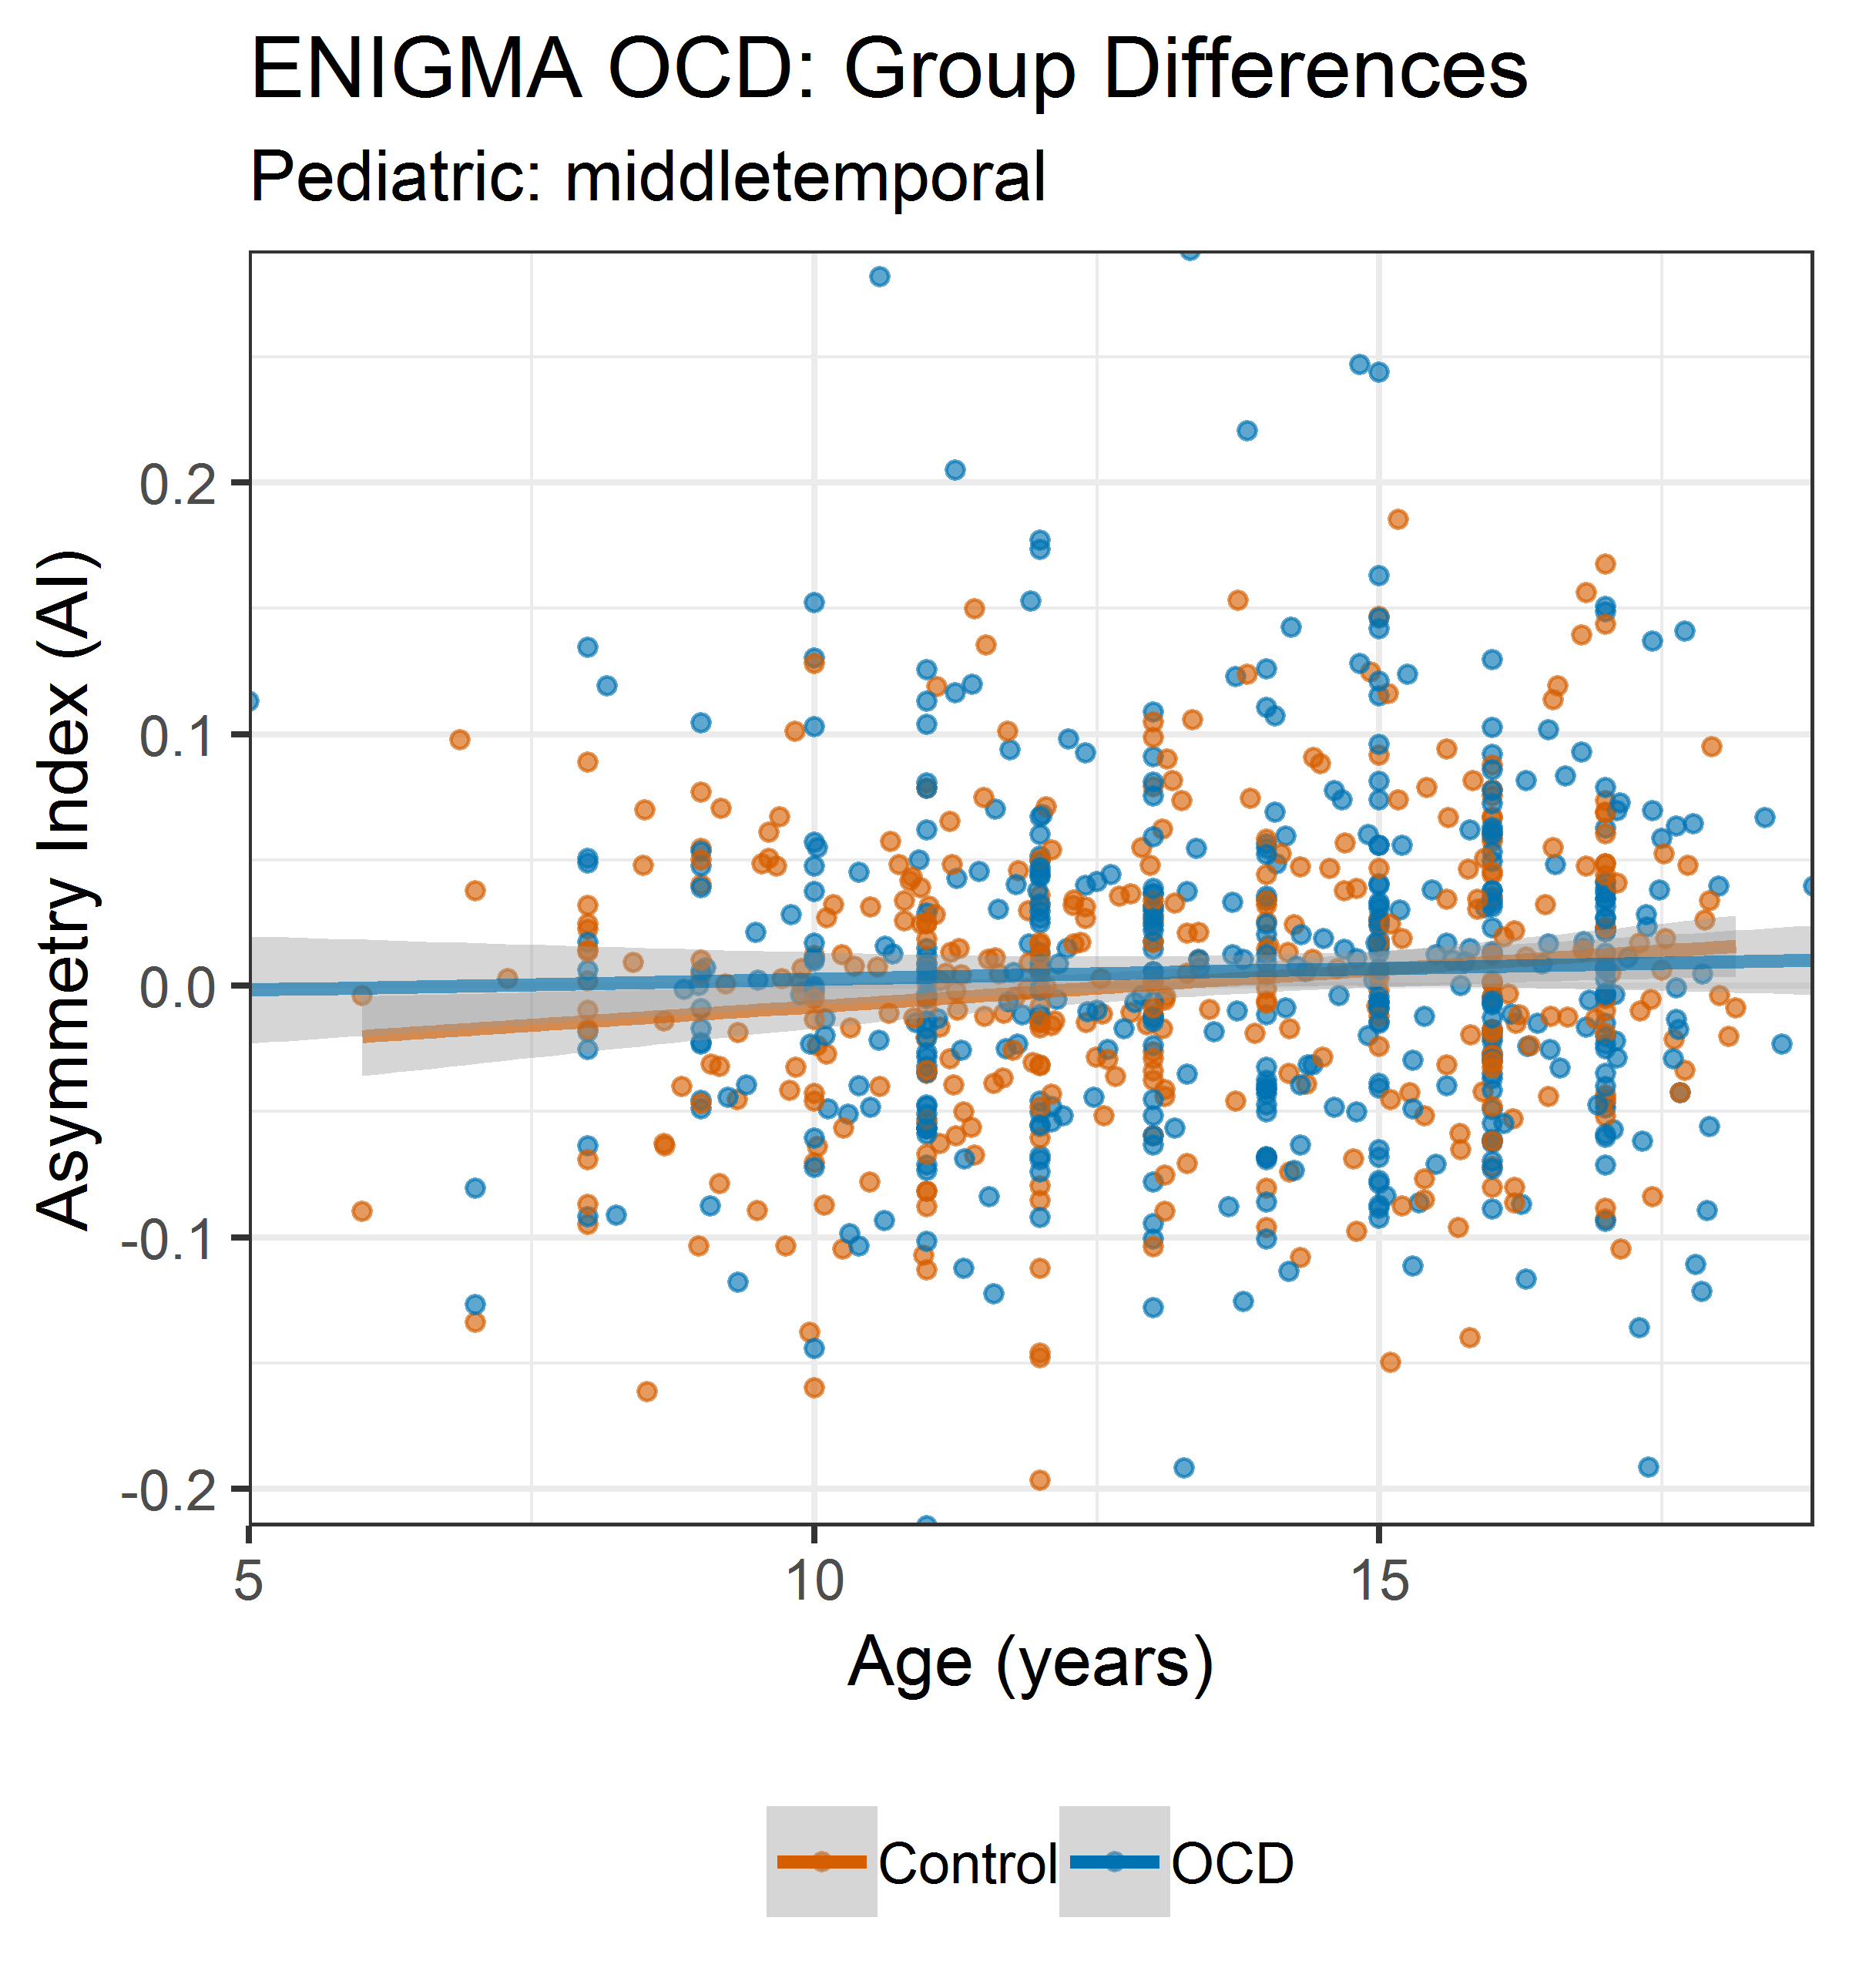 ENIGMA OCD: Group Differences
Pediatric: middletemporal
Asymmetry Index (AI)
0.2
0.1
0.0
-0.1
-0.2
5 10 15
Age (years)
Control OCD